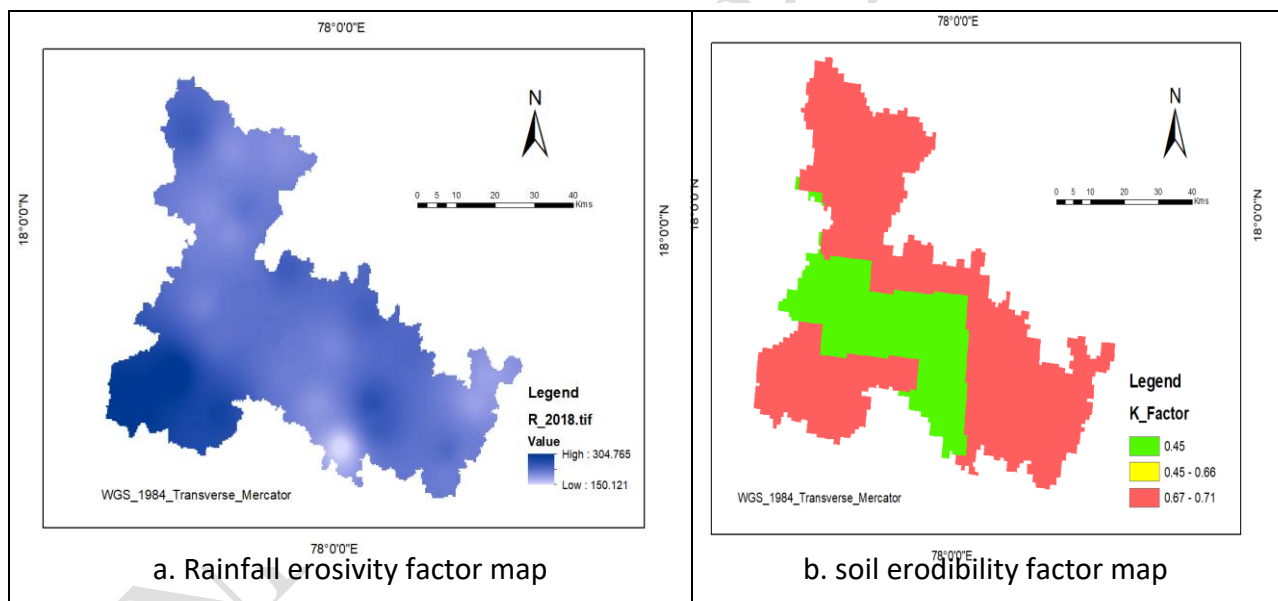 78°0'0"E
N
0 5 10 20 30 40
Kms
18°0'0"N
18°0'0"N
Legend
R_2018.tif
Value
High : 304.765
Low : 150.121
WGS_1984_Transverse_Mercator
78°0'0"E
a. Rainfall erosivity factor map
78°0'0"E
N
0 5 10 20 30 40
Kms
18°0'0"N
18°0'0"N
Legend
K_Factor
0.45
0.45 - 0.66
0.67 - 0.71
WGS_1984_Transverse_Mercator
78°0'0"E
b. soil erodibility factor map